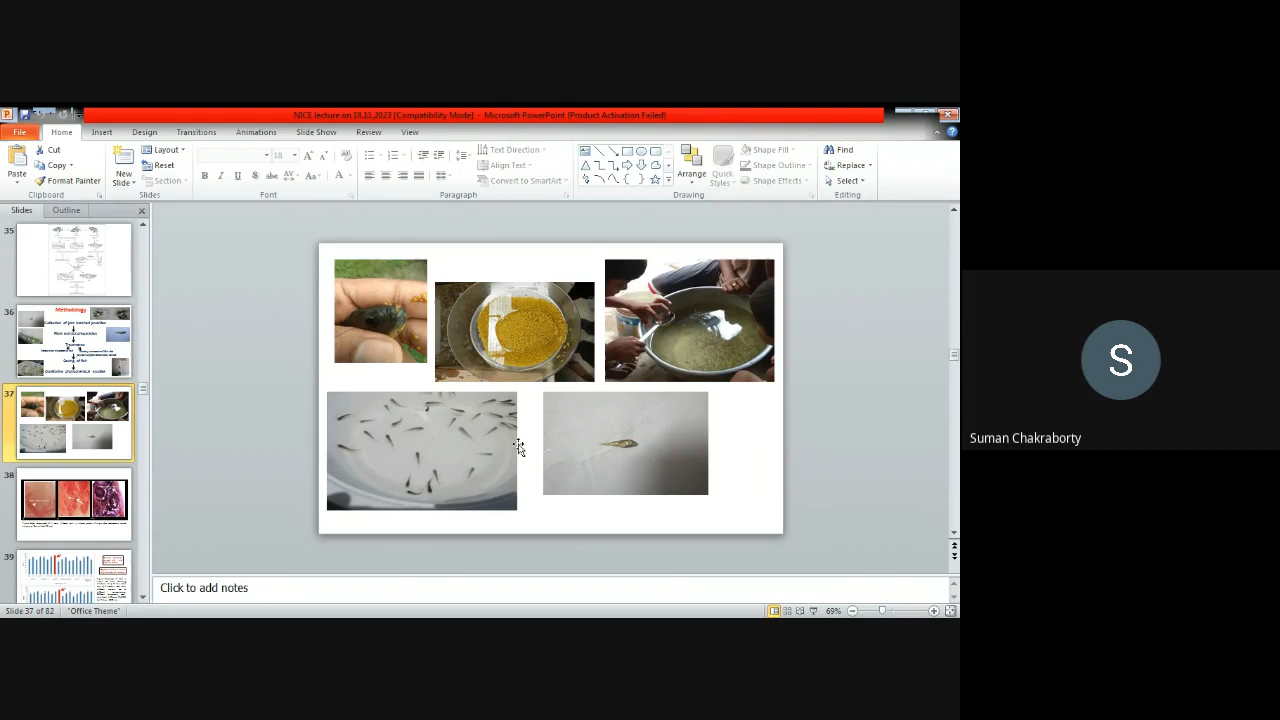 NICE lecture on 18.11.2023 [Compatibility Mode] - Microsoft PowerPoint (Product Activation Failed)
File Home Insert Design Transitions Animations Slide Show Review View
Paste
Cut
Copy
Format Painter
Clipboard
New Slide
Layout
Reset
Section
Slides
18
Font
Paragraph
Text Direction
Align Text
Convert to SmartArt
Arrange
Quick Styles
Shape Fill
Shape Outline
Shape Effects
Drawing
Find
Replace
Select
Editing
Slides Outline
35
36
Methodology
37
38
39
Click to add notes
Slide 37 of 82 "Office Theme" 69%
S
Suman Chakraborty